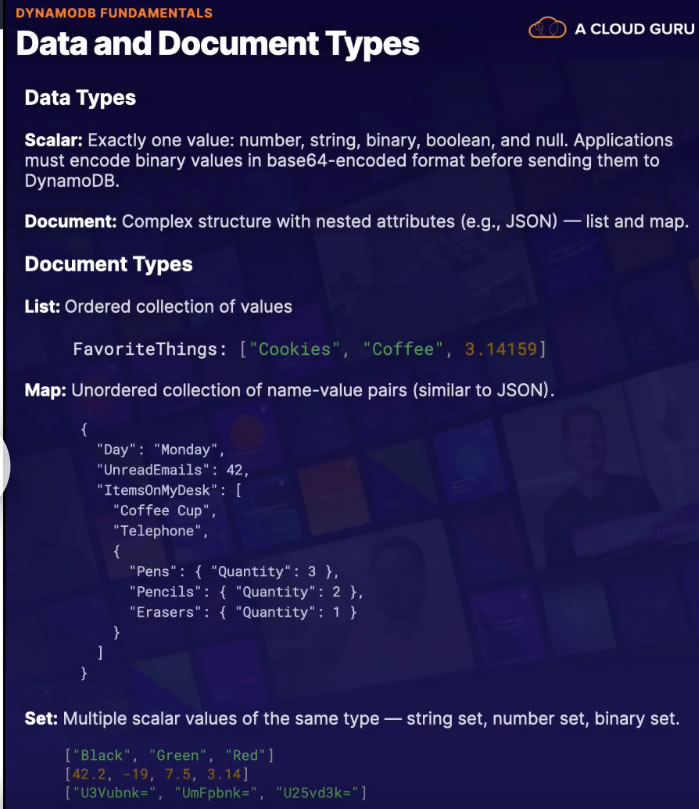 DYNAMODB FUNDAMENTALS
Data and Document Types
A CLOUD GURU
Data Types
Scalar: Exactly one value: number, string, binary, boolean, and null. Applications
must encode binary values in base64-encoded format before sending them to
DynamoDB.
Document: Complex structure with nested attributes (e.g., JSON) — list and map.
Document Types
List: Ordered collection of values
FavoriteThings: ["Cookies", "Coffee", 3.14159]
Map: Unordered collection of name-value pairs (similar to JSON).
{
"Day": "Monday",
"UnreadEmails": 42,
"ItemsOnMyDesk": [
"Coffee Cup",
"Telephone",
{
"Pens": { "Quantity": 3 },
"Pencils": { "Quantity": 2 },
"Erasers": { "Quantity": 1 }
}
]
}
Set: Multiple scalar values of the same type — string set, number set, binary set.
["Black", "Green", "Red"]
[42.2, -19, 7.5, 3.14]
["U3Vubnk=", "UmFpbnk=", "U25vd3k="]